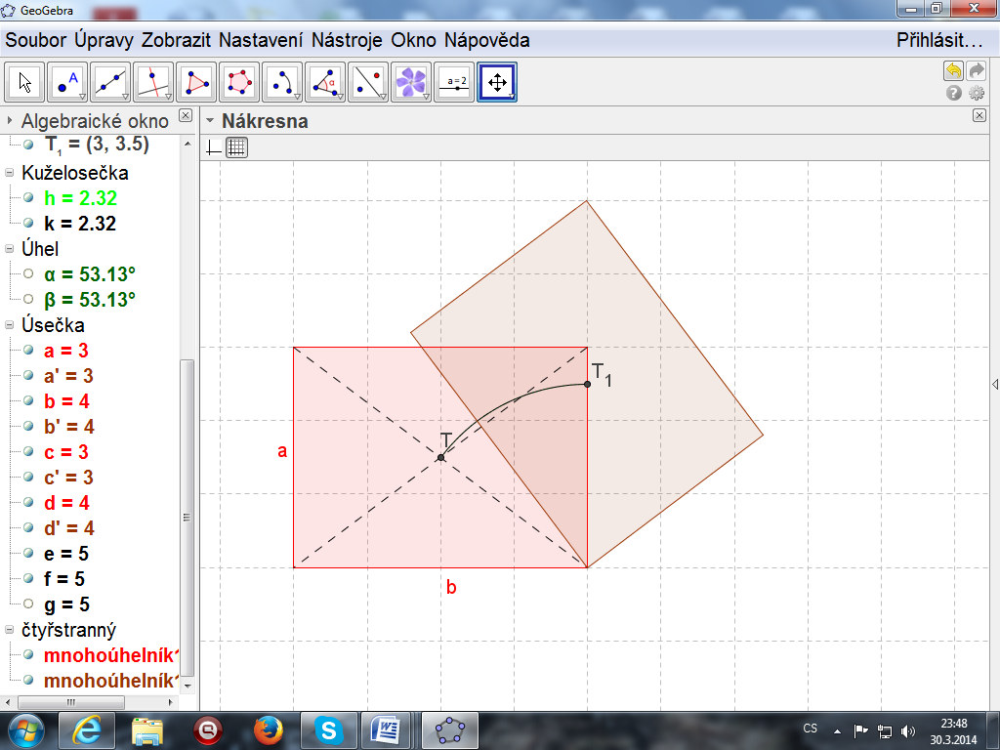 GeoGebra
Soubor Úpravy Zobrazit Nastavení Nástroje Okno Nápověda Přihlásit…
A α a=2
Algebraické okno
Nákresna
T1 = (3, 3.5)
Kuželosečka
h = 2.32
k = 2.32
Úhel
α = 53.13°
β = 53.13°
Úsečka
a = 3
a' = 3
b = 4
b' = 4
c = 3
c' = 3
d = 4
d' = 4
e = 5
f = 5
g = 5
čtyřstranný
mnohoúhelník1
mnohoúhelník1
T1
T
a
b
CS
23:48
30.3.2014